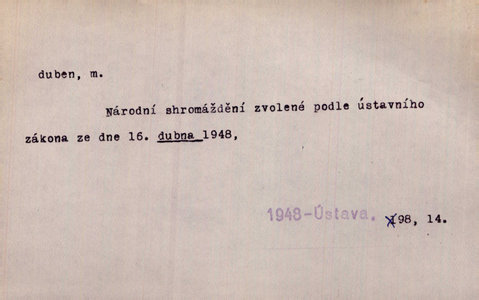 duben, m.
Národní shromáždění zvolené podle ústavního
zákona ze dne 16. dubna 1948,
1948-Ústava. 98, 14.